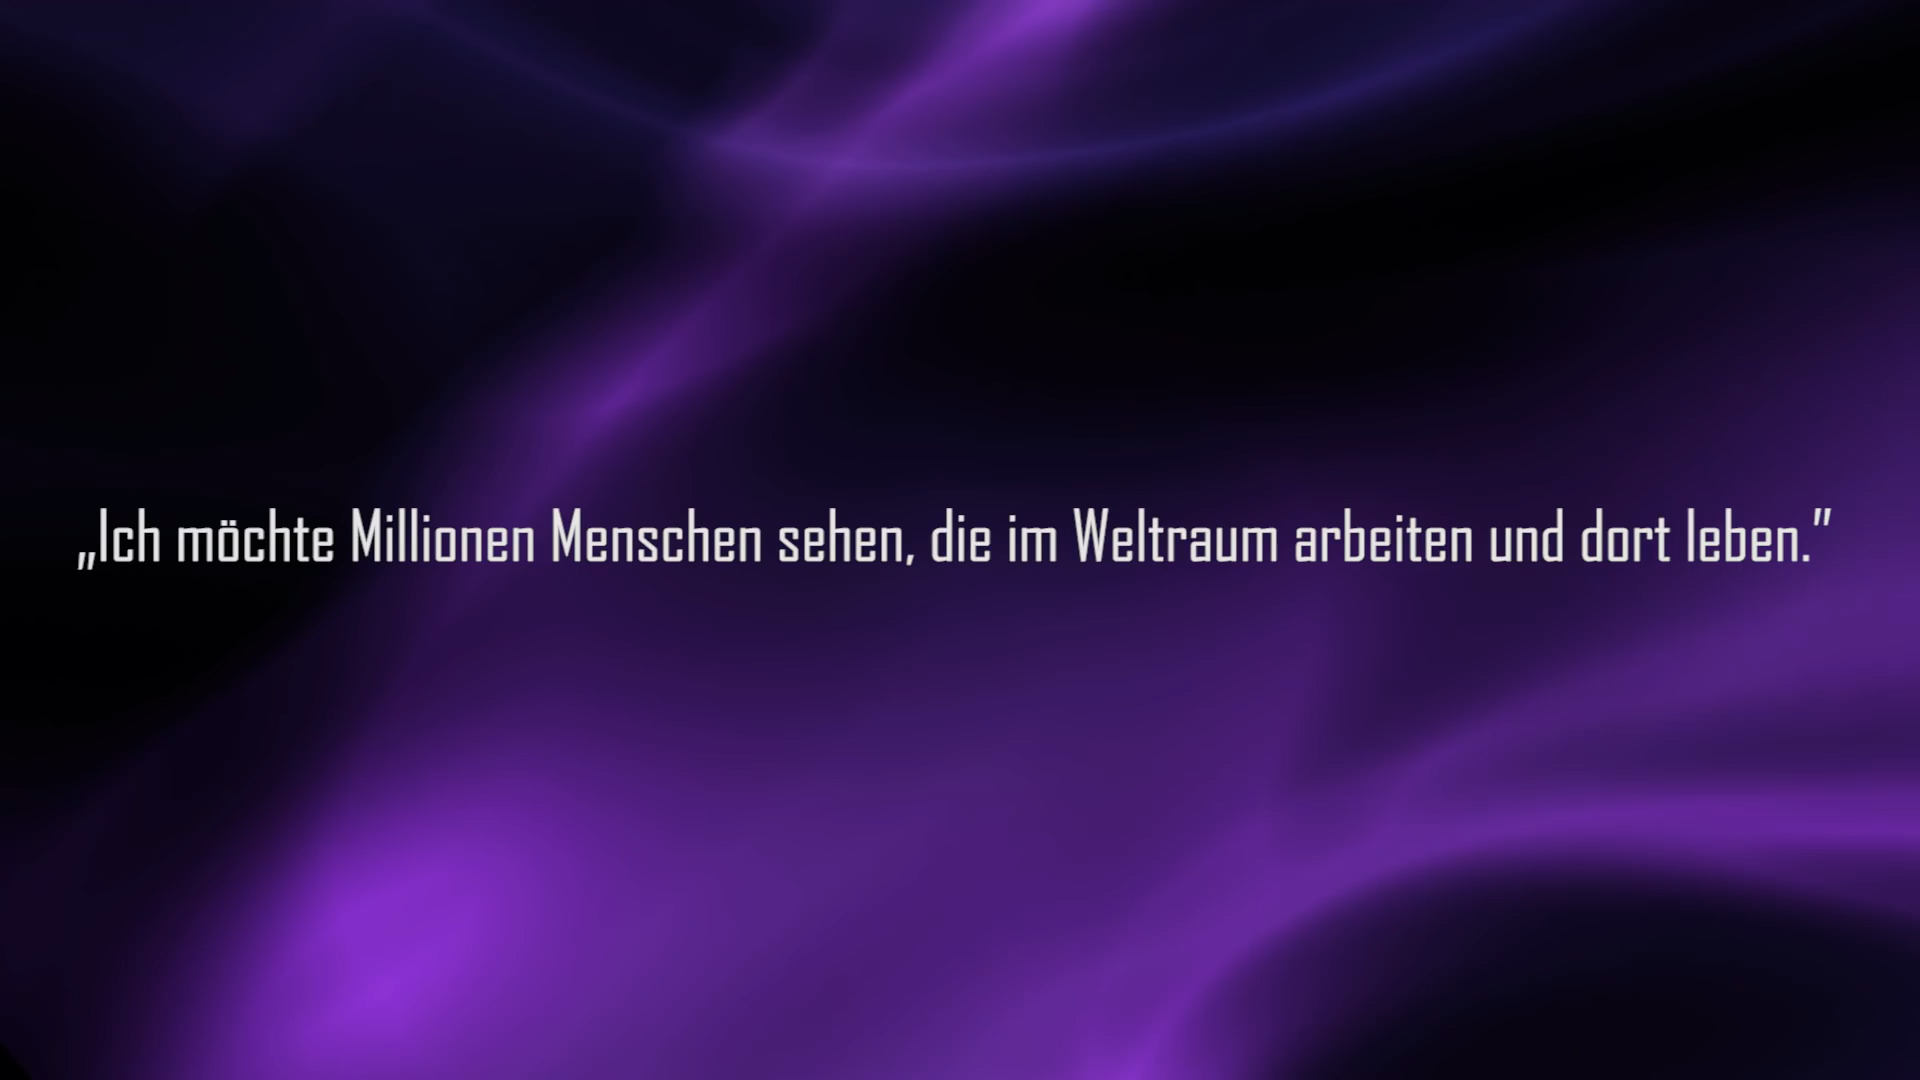 „Ich möchte Millionen Menschen sehen, die im Weltraum arbeiten und dort leben.”